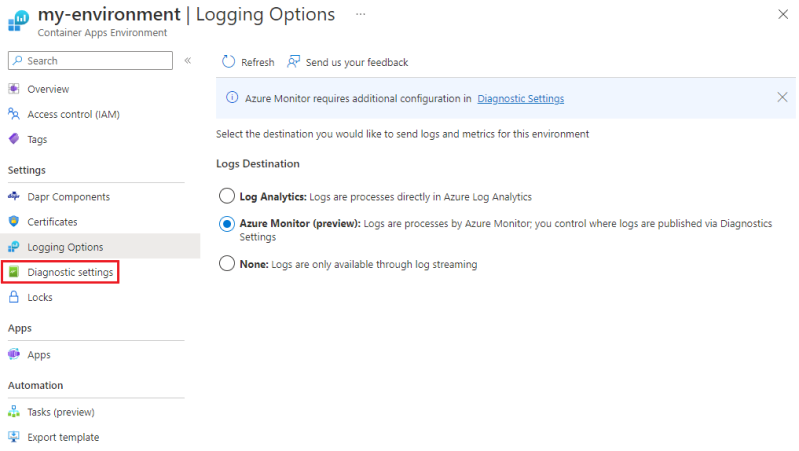 my-environment | Logging Options ...
Container Apps Environment
Search
«
Overview
Access control (IAM)
Tags
Settings
Dapr Components
Certificates
Logging Options
Diagnostic settings
Locks
Apps
Apps
Automation
Tasks (preview)
Export template
Refresh Send us your feedback
Azure Monitor requires additional configuration in Diagnostic Settings
Select the destination you would like to send logs and metrics for this environment
Logs Destination
Log Analytics: Logs are processes directly in Azure Log Analytics
Azure Monitor (preview): Logs are processes by Azure Monitor; you control where logs are published via Diagnostics
Settings
None: Logs are only available through log streaming